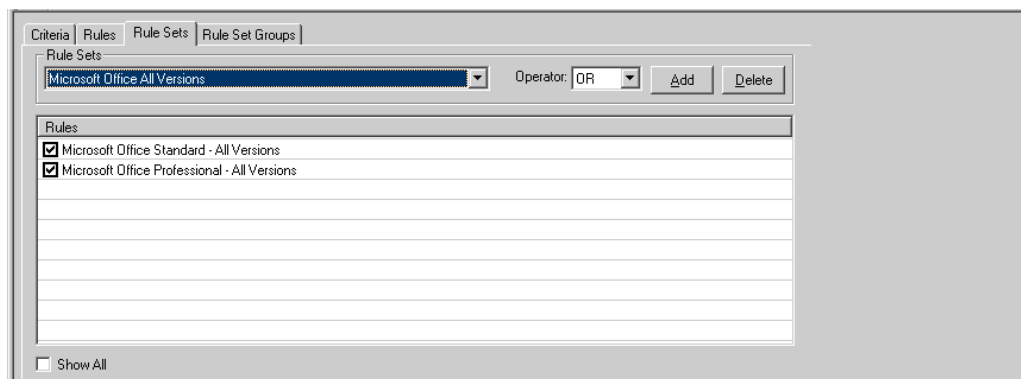 Criteria Rules Rule Sets Rule Set Groups
Rule Sets
Microsoft Office All Versions Operator: OR Add Delete
Rules
Microsoft Office Standard - All Versions
Microsoft Office Professional - All Versions
Show All